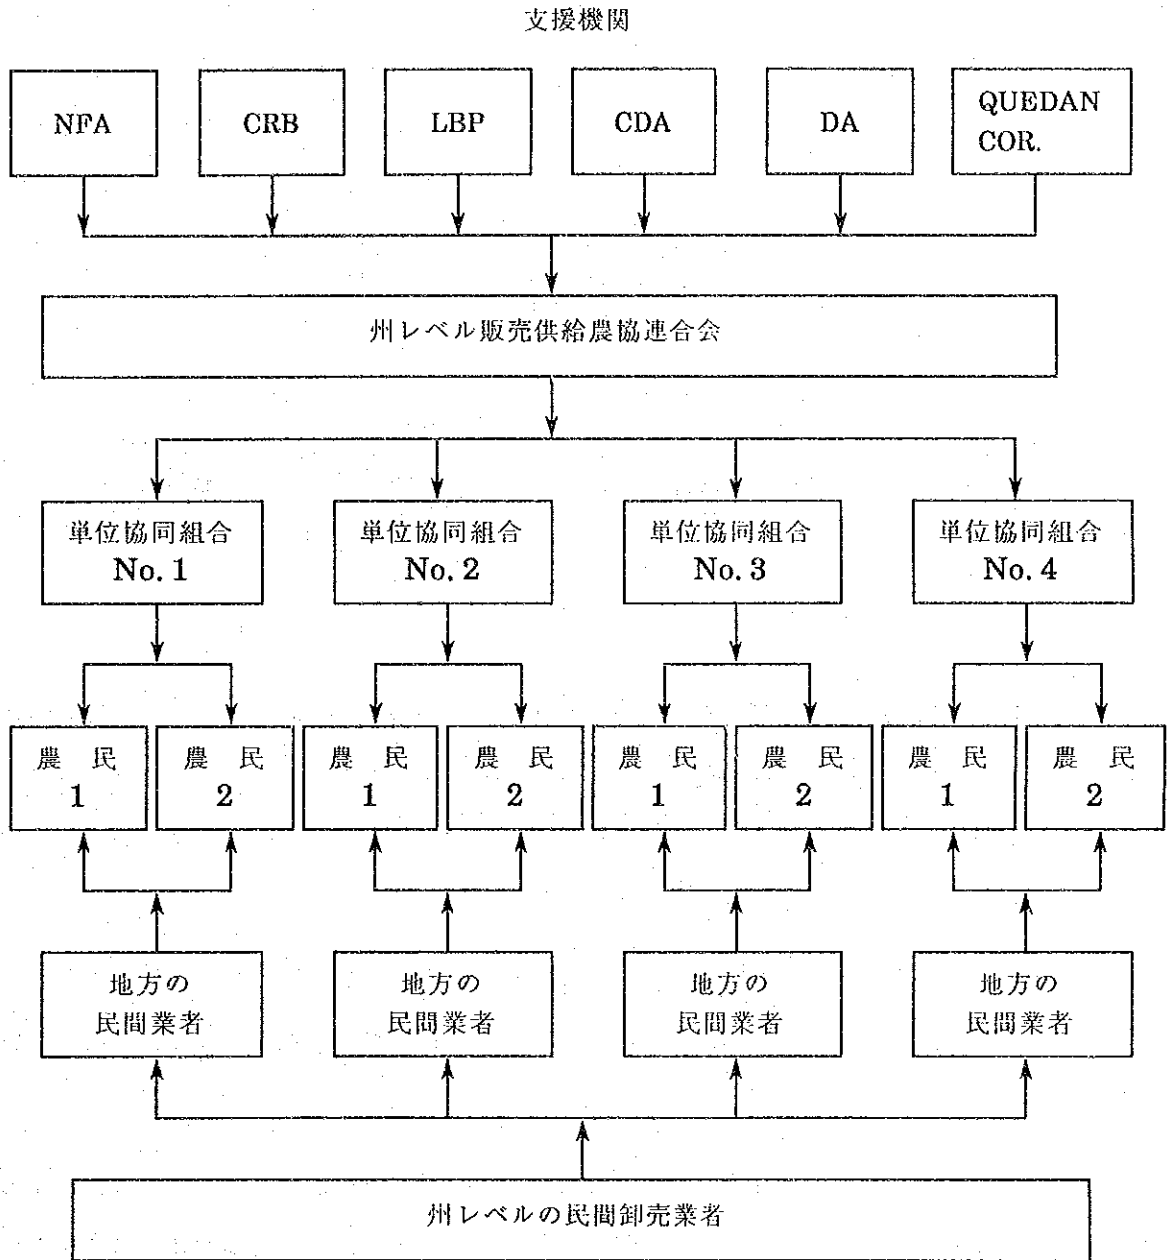 支援機関
NFA
CRB
LBP
CDA
DA
QUEDAN
COR.
州レベル販売供給農協連合会
単位協同組合
No. 1
単位協同組合
No. 2
単位協同組合
No. 3
単位協同組合
No. 4
農 民
1
農 民
2
農 民
1
農 民
2
農 民
1
農 民
2
農 民
1
農 民
2
地方の
民間業者
地方の
民間業者
地方の
民間業者
地方の
民間業者
州レベルの民間卸売業者